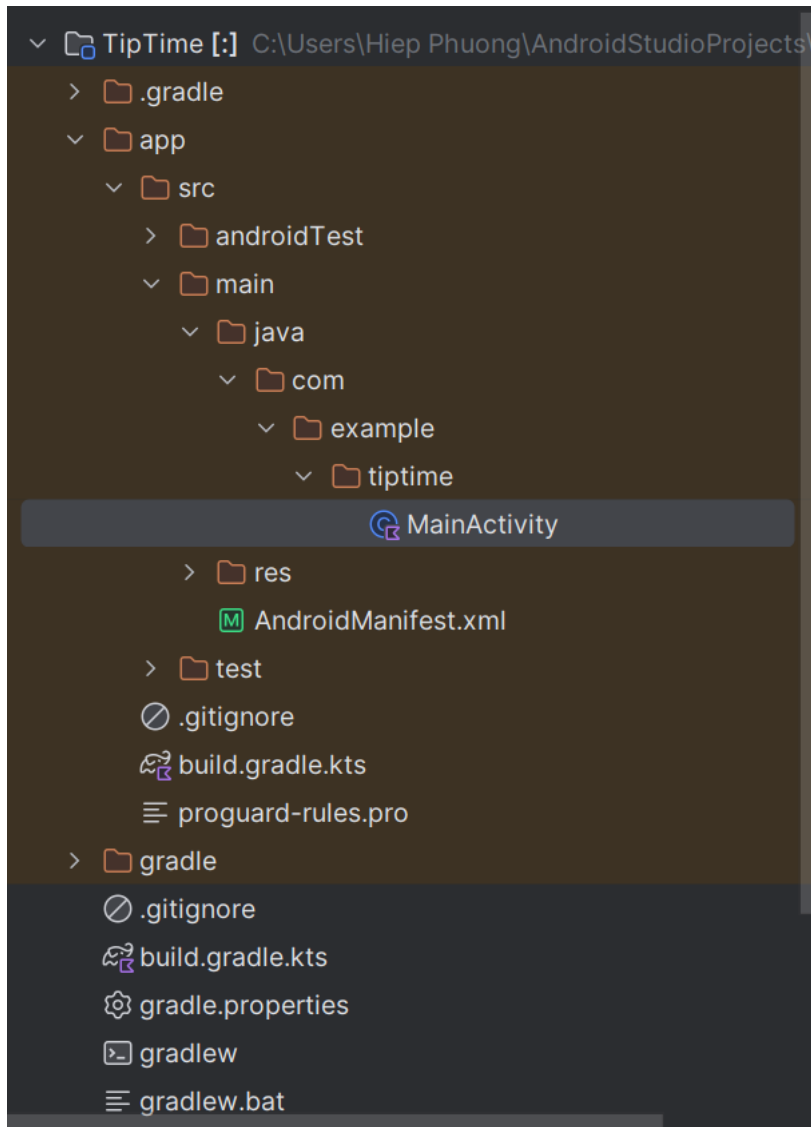 TipTime [:] C:\Users\Hiep Phuong\AndroidStudioProjects\
.gradle
app
src
androidTest
main
java
com
example
tiptime
MainActivity
res
AndroidManifest.xml
test
.gitignore
build.gradle.kts
proguard-rules.pro
gradle
.gitignore
build.gradle.kts
gradle.properties
gradlew
gradlew.bat